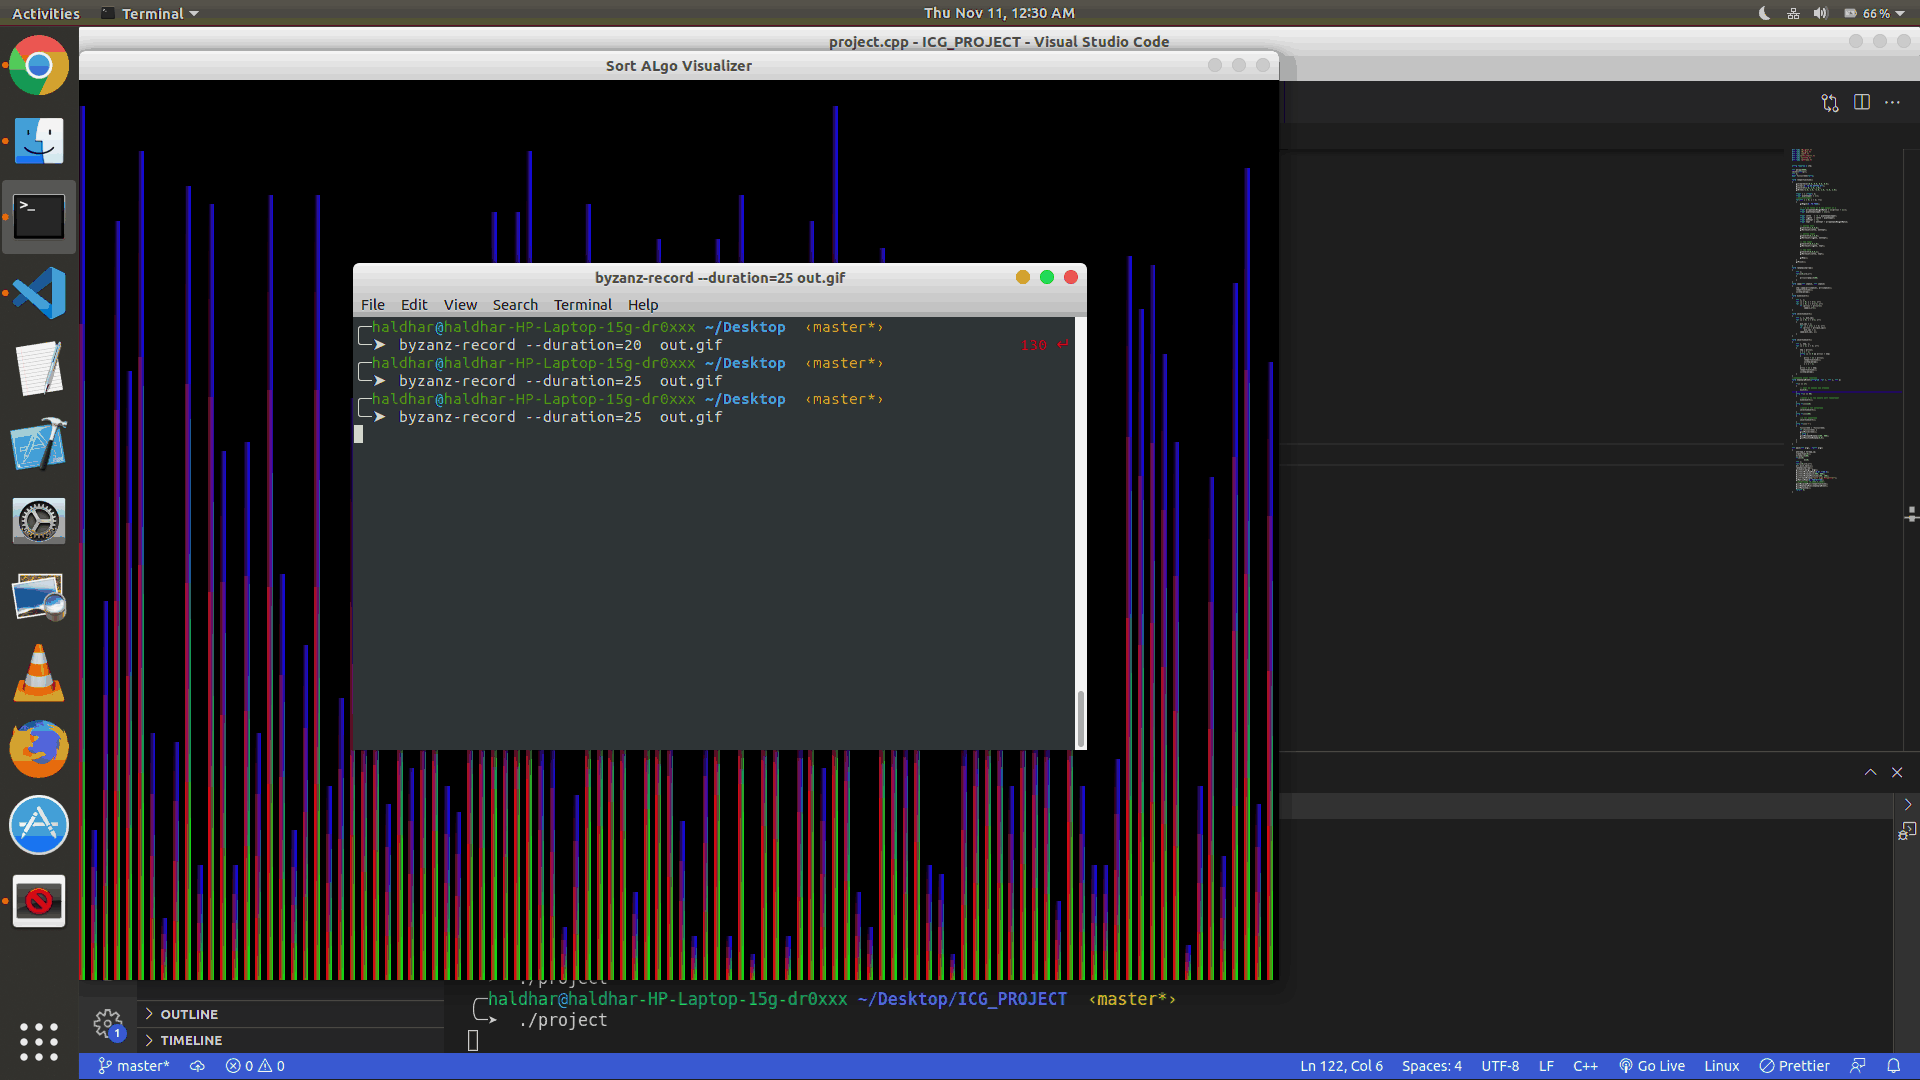 Activities
Terminal
Thu Nov 11, 12:30 AM
66 %
project.cpp - ICG_PROJECT - Visual Studio Code
Sort ALgo Visualizer
byzanz-record --duration=25 out.gif
File Edit View Search Terminal Help
haldhar@haldhar-HP-Laptop-15g-dr0xxx ~/Desktop ‹master*›
➤ byzanz-record --duration=20 out.gif 130 ↵
haldhar@haldhar-HP-Laptop-15g-dr0xxx ~/Desktop ‹master*›
➤ byzanz-record --duration=25 out.gif
haldhar@haldhar-HP-Laptop-15g-dr0xxx ~/Desktop ‹master*›
➤ byzanz-record --duration=25 out.gif
./project
haldhar@haldhar-HP-Laptop-15g-dr0xxx ~/Desktop/ICG_PROJECT ‹master*›
➤ ./project
OUTLINE
TIMELINE
1
master* 0 0 Ln 122, Col 6 Spaces: 4 UTF-8 LF C++ Go Live Linux Prettier